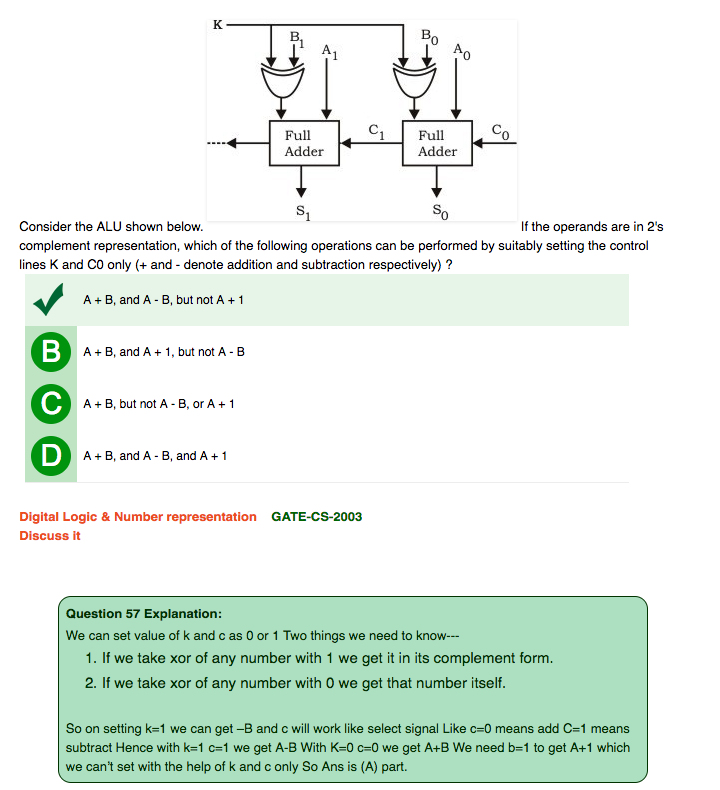 K
B1
A1
B0
A0
Full
Adder
C1
Full
Adder
C0
S1
S0
Consider the ALU shown below. If the operands are in 2's
complement representation, which of the following operations can be performed by suitably setting the control
lines K and C0 only (+ and - denote addition and subtraction respectively) ?
A + B, and A - B, but not A + 1
B A + B, and A + 1, but not A - B
C A + B, but not A - B, or A + 1
D A + B, and A - B, and A + 1
Digital Logic & Number representation GATE-CS-2003
Discuss it
Question 57 Explanation:
We can set value of k and c as 0 or 1 Two things we need to know---
1. If we take xor of any number with 1 we get it in its complement form.
2. If we take xor of any number with 0 we get that number itself.
So on setting k=1 we can get –B and c will work like select signal Like c=0 means add C=1 means
subtract Hence with k=1 c=1 we get A-B With K=0 c=0 we get A+B We need b=1 to get A+1 which
we can't set with the help of k and c only So Ans is (A) part.